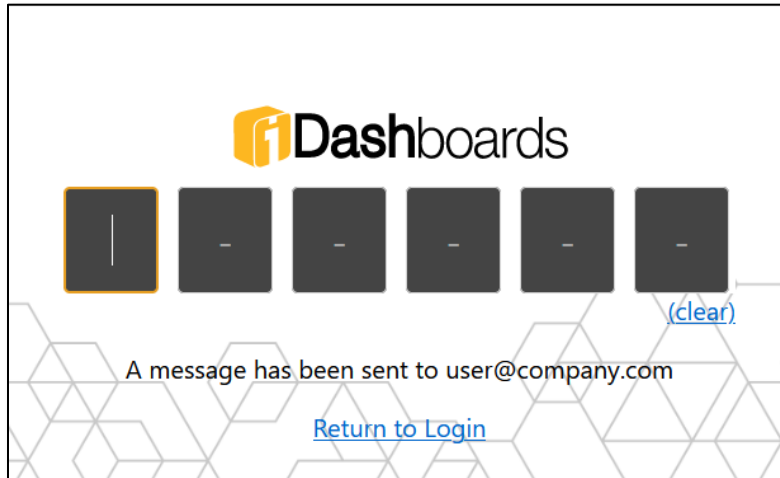 iDashboards
– – – – –
(clear)
A message has been sent to user@company.com
Return to Login